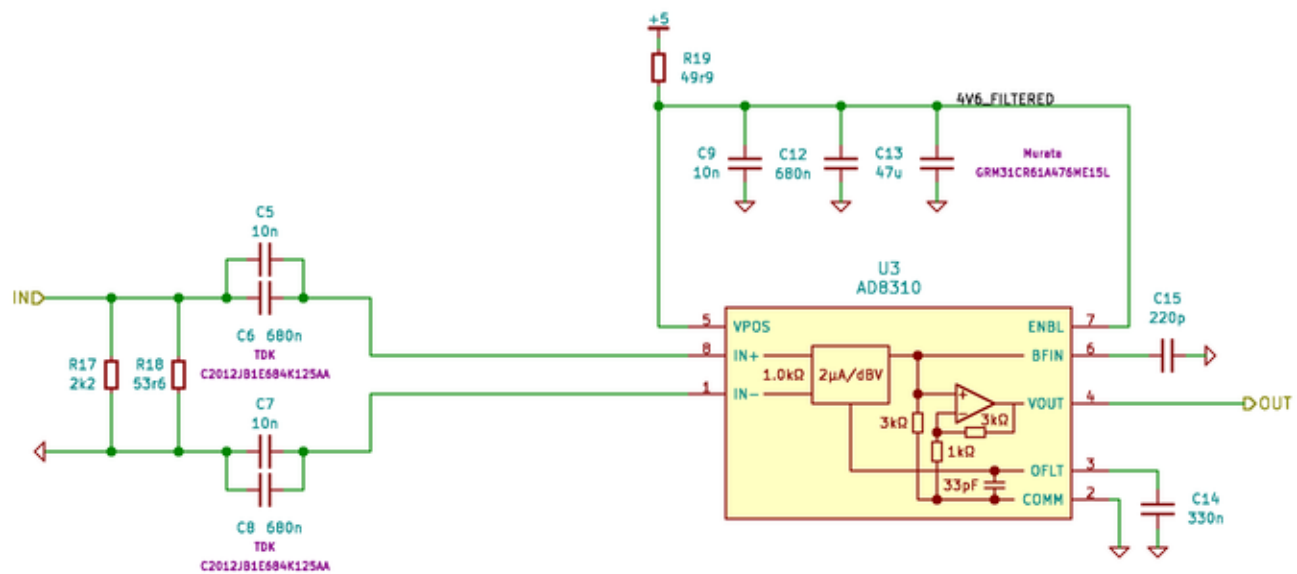 +5
R19
49r9
4V6_FILTERED
C9
10n
C12
680n
C13
47u
Murata
GRM31CR61A476ME15L
C5
10n
IN
C6 680n
TDK
C2012JB1E684K125AA
R17
2k2
R18
53r6
C7
10n
C8 680n
TDK
C2012JB1E684K125AA
U3
AD8310
5
VPOS
ENBL
7
8
IN+
BFIN
6
1
IN-
VOUT
4
OFLT
3
COMM
2
1.0kΩ
2µA/dBV
+
-
3kΩ
3kΩ
1kΩ
33pF
C15
220p
OUT
C14
330n